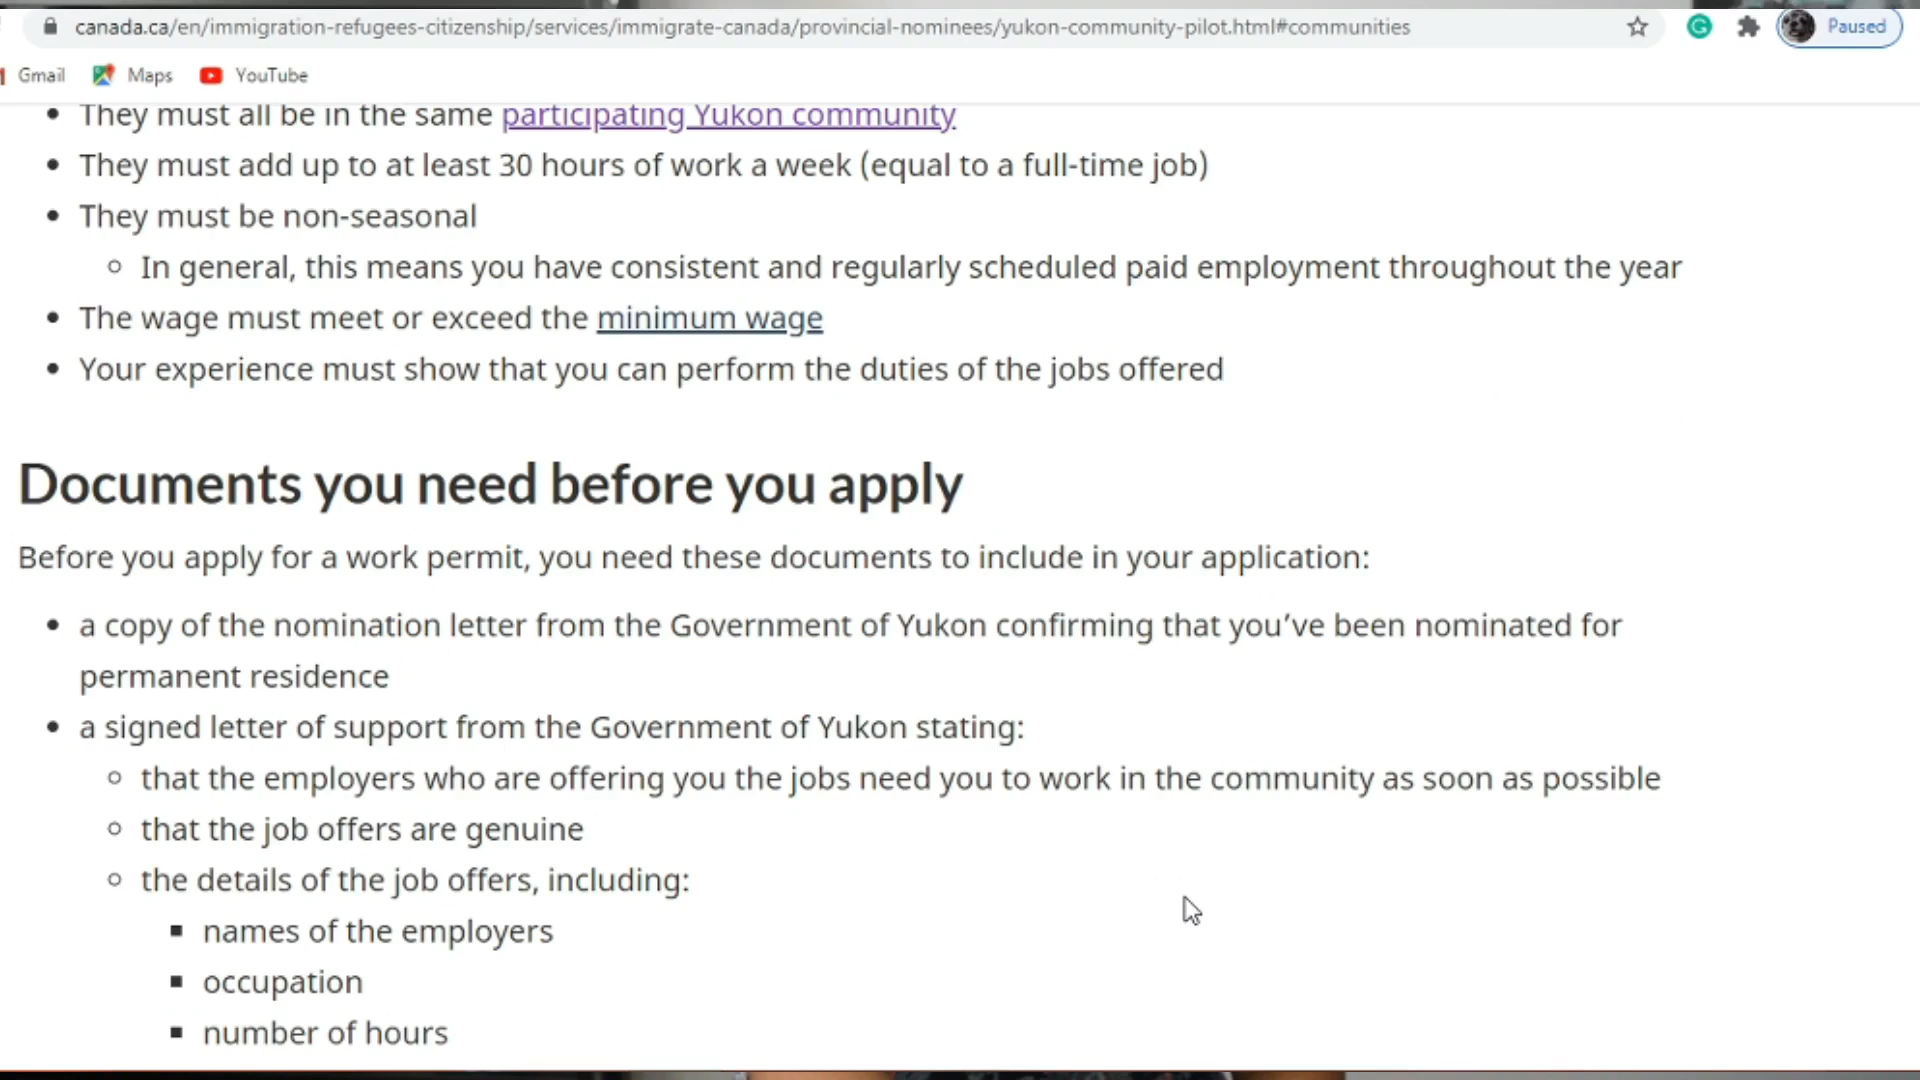 canada.ca/en/immigration-refugees-citizenship/services/immigrate-canada/provincial-nominees/yukon-community-pilot.html#communities
Paused
Gmail
Maps
YouTube
They must all be in the same participating Yukon community
They must add up to at least 30 hours of work a week (equal to a full-time job)
They must be non-seasonal
In general, this means you have consistent and regularly scheduled paid employment throughout the year
The wage must meet or exceed the minimum wage
Your experience must show that you can perform the duties of the jobs offered
Documents you need before you apply
Before you apply for a work permit, you need these documents to include in your application:
a copy of the nomination letter from the Government of Yukon confirming that you’ve been nominated for
permanent residence
a signed letter of support from the Government of Yukon stating:
that the employers who are offering you the jobs need you to work in the community as soon as possible
that the job offers are genuine
the details of the job offers, including:
names of the employers
occupation
number of hours